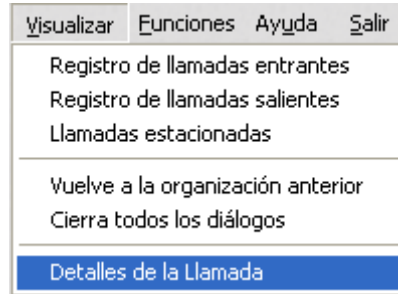 Visualizar Funciones Ayuda Salir
Registro de llamadas entrantes
Registro de llamadas salientes
Llamadas estacionadas
Vuelve a la organización anterior
Cierra todos los diálogos
Detalles de la Llamada